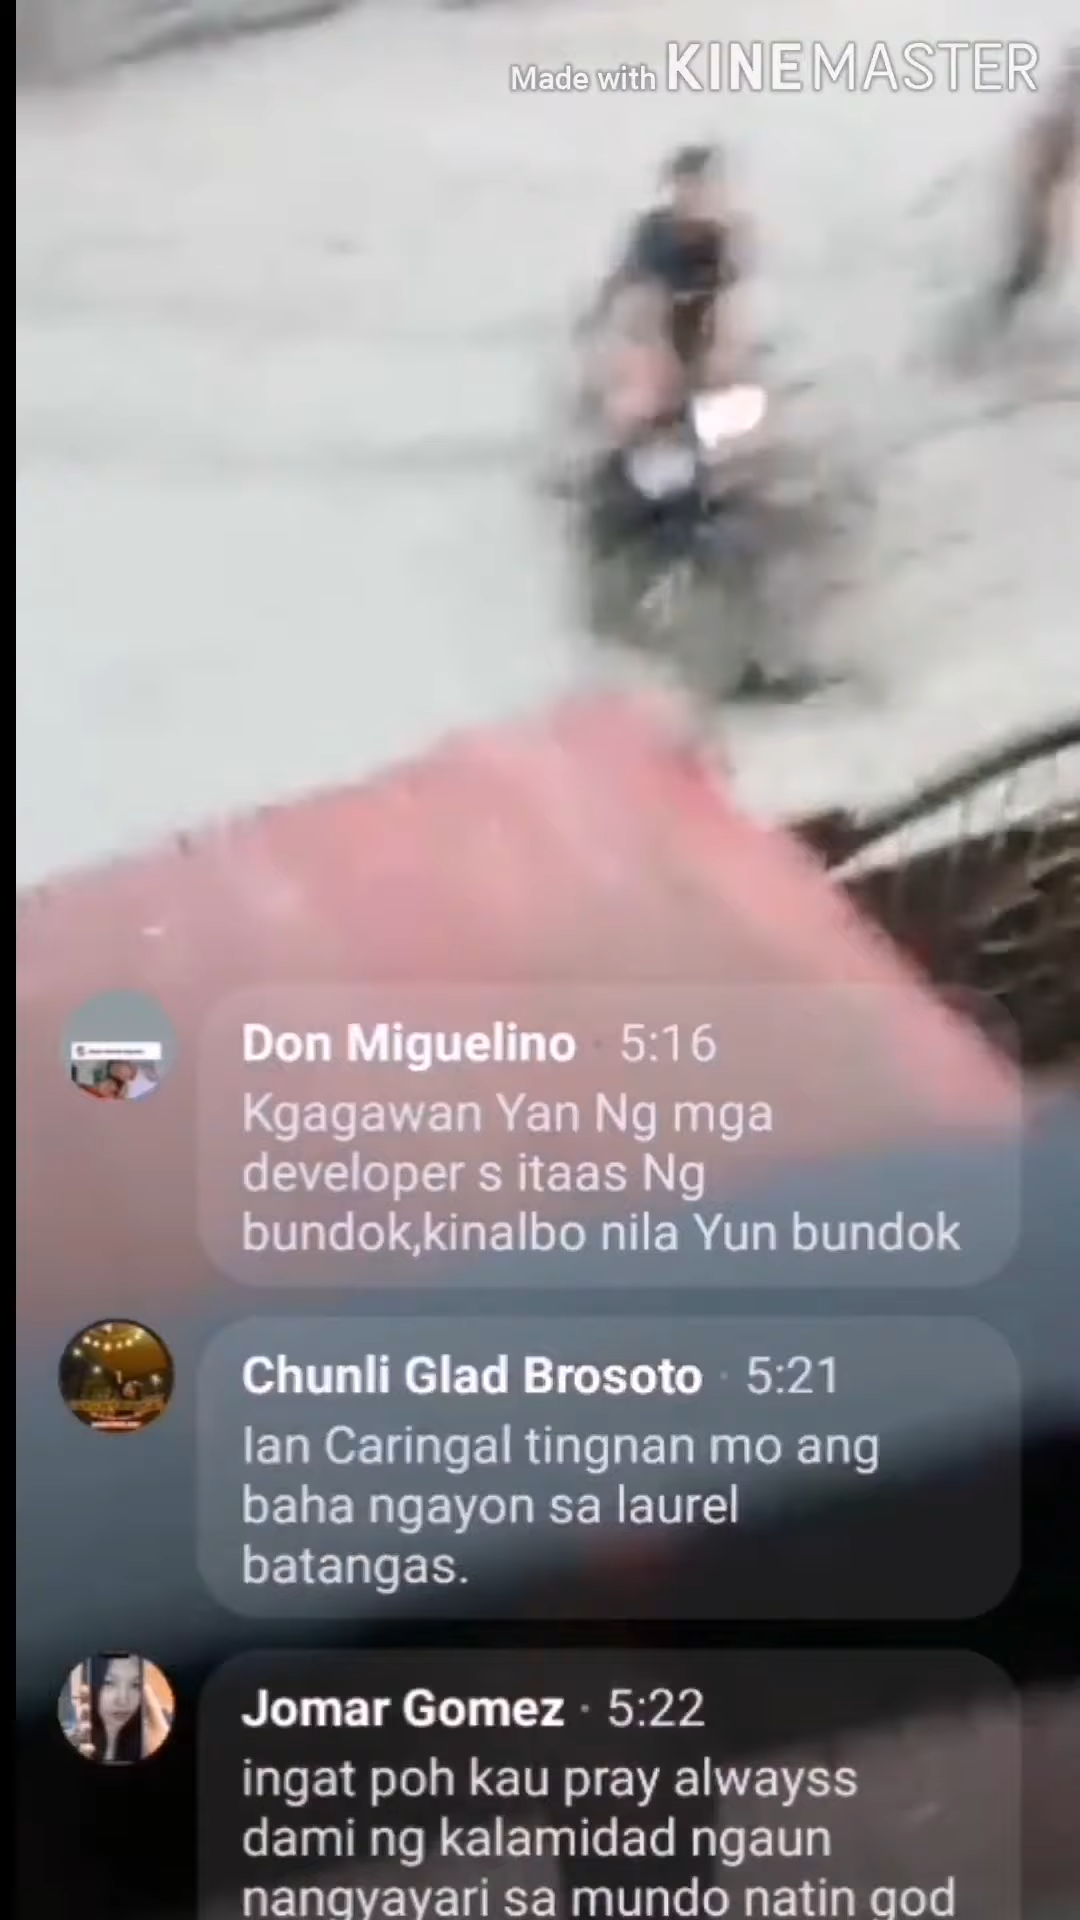 Made with KINEMASTER
Don Miguelino · 5:16
Kgagawan Yan Ng mga
developer s itaas Ng
bundok,kinalbo nila Yun bundok
Chunli Glad Brosoto · 5:21
Ian Caringal tingnan mo ang
baha ngayon sa laurel
batangas.
Jomar Gomez · 5:22
ingat poh kau pray alwayss
dami ng kalamidad ngaun
nangyayari sa mundo natin god